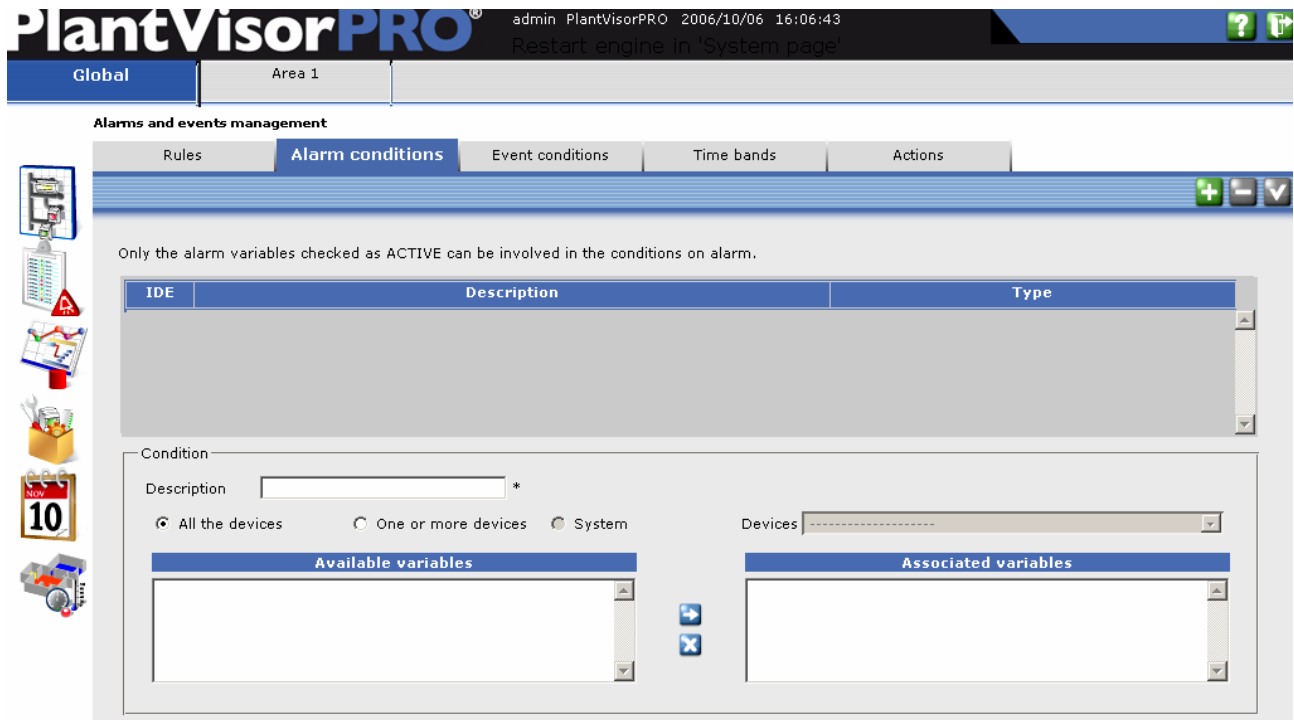 PlantVisorPRO® admin PlantVisorPRO 2006/10/06 16:06:43
Restart engine in 'System page'
Global Area 1
Alarms and events management
Rules Alarm conditions Event conditions Time bands Actions
Only the alarm variables checked as ACTIVE can be involved in the conditions on alarm.
IDE Description Type
Condition
Description *
All the devices One or more devices System Devices --------------------
Available variables Associated variables
NOV
10